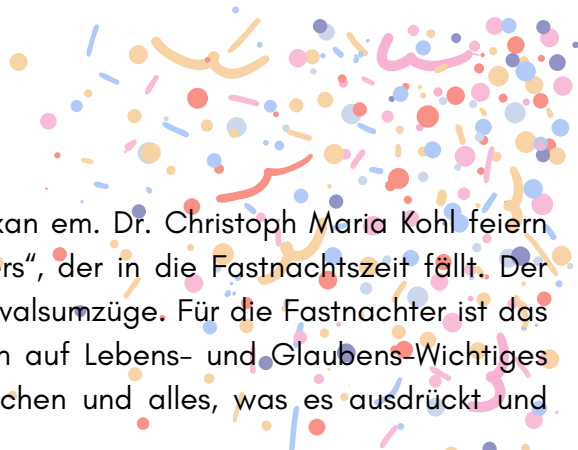 kan em. Dr. Christoph Maria Kohl feiern
ers“, der in die Fastnachtszeit fällt. Der
valsumzüge. Für die Fastnachter ist das
n auf Lebens- und Glaubens-Wichtiges
chen und alles, was es ausdrückt und